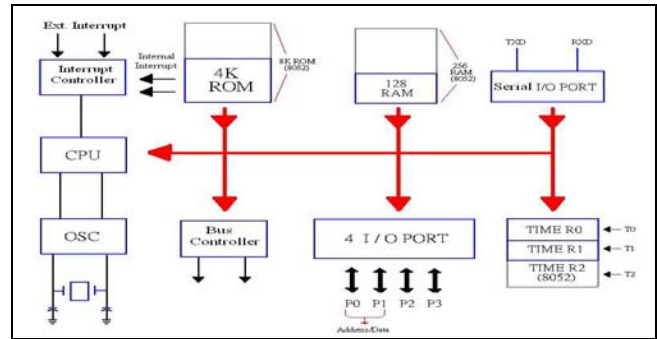 Ext. Interrupt
Interrupt
Controller
Internal
Interrupt
4K
ROM
8K ROM
(8052)
128
RAM
256
RAM
(8052)
TXD
RXD
Serial I/O PORT
CPU
OSC
Bus
Controller
4 I / O PORT
P0 P1 P2 P3
Address/Data
TIME R0
T0
TIME R1
T1
TIME R2
(8052)
T2